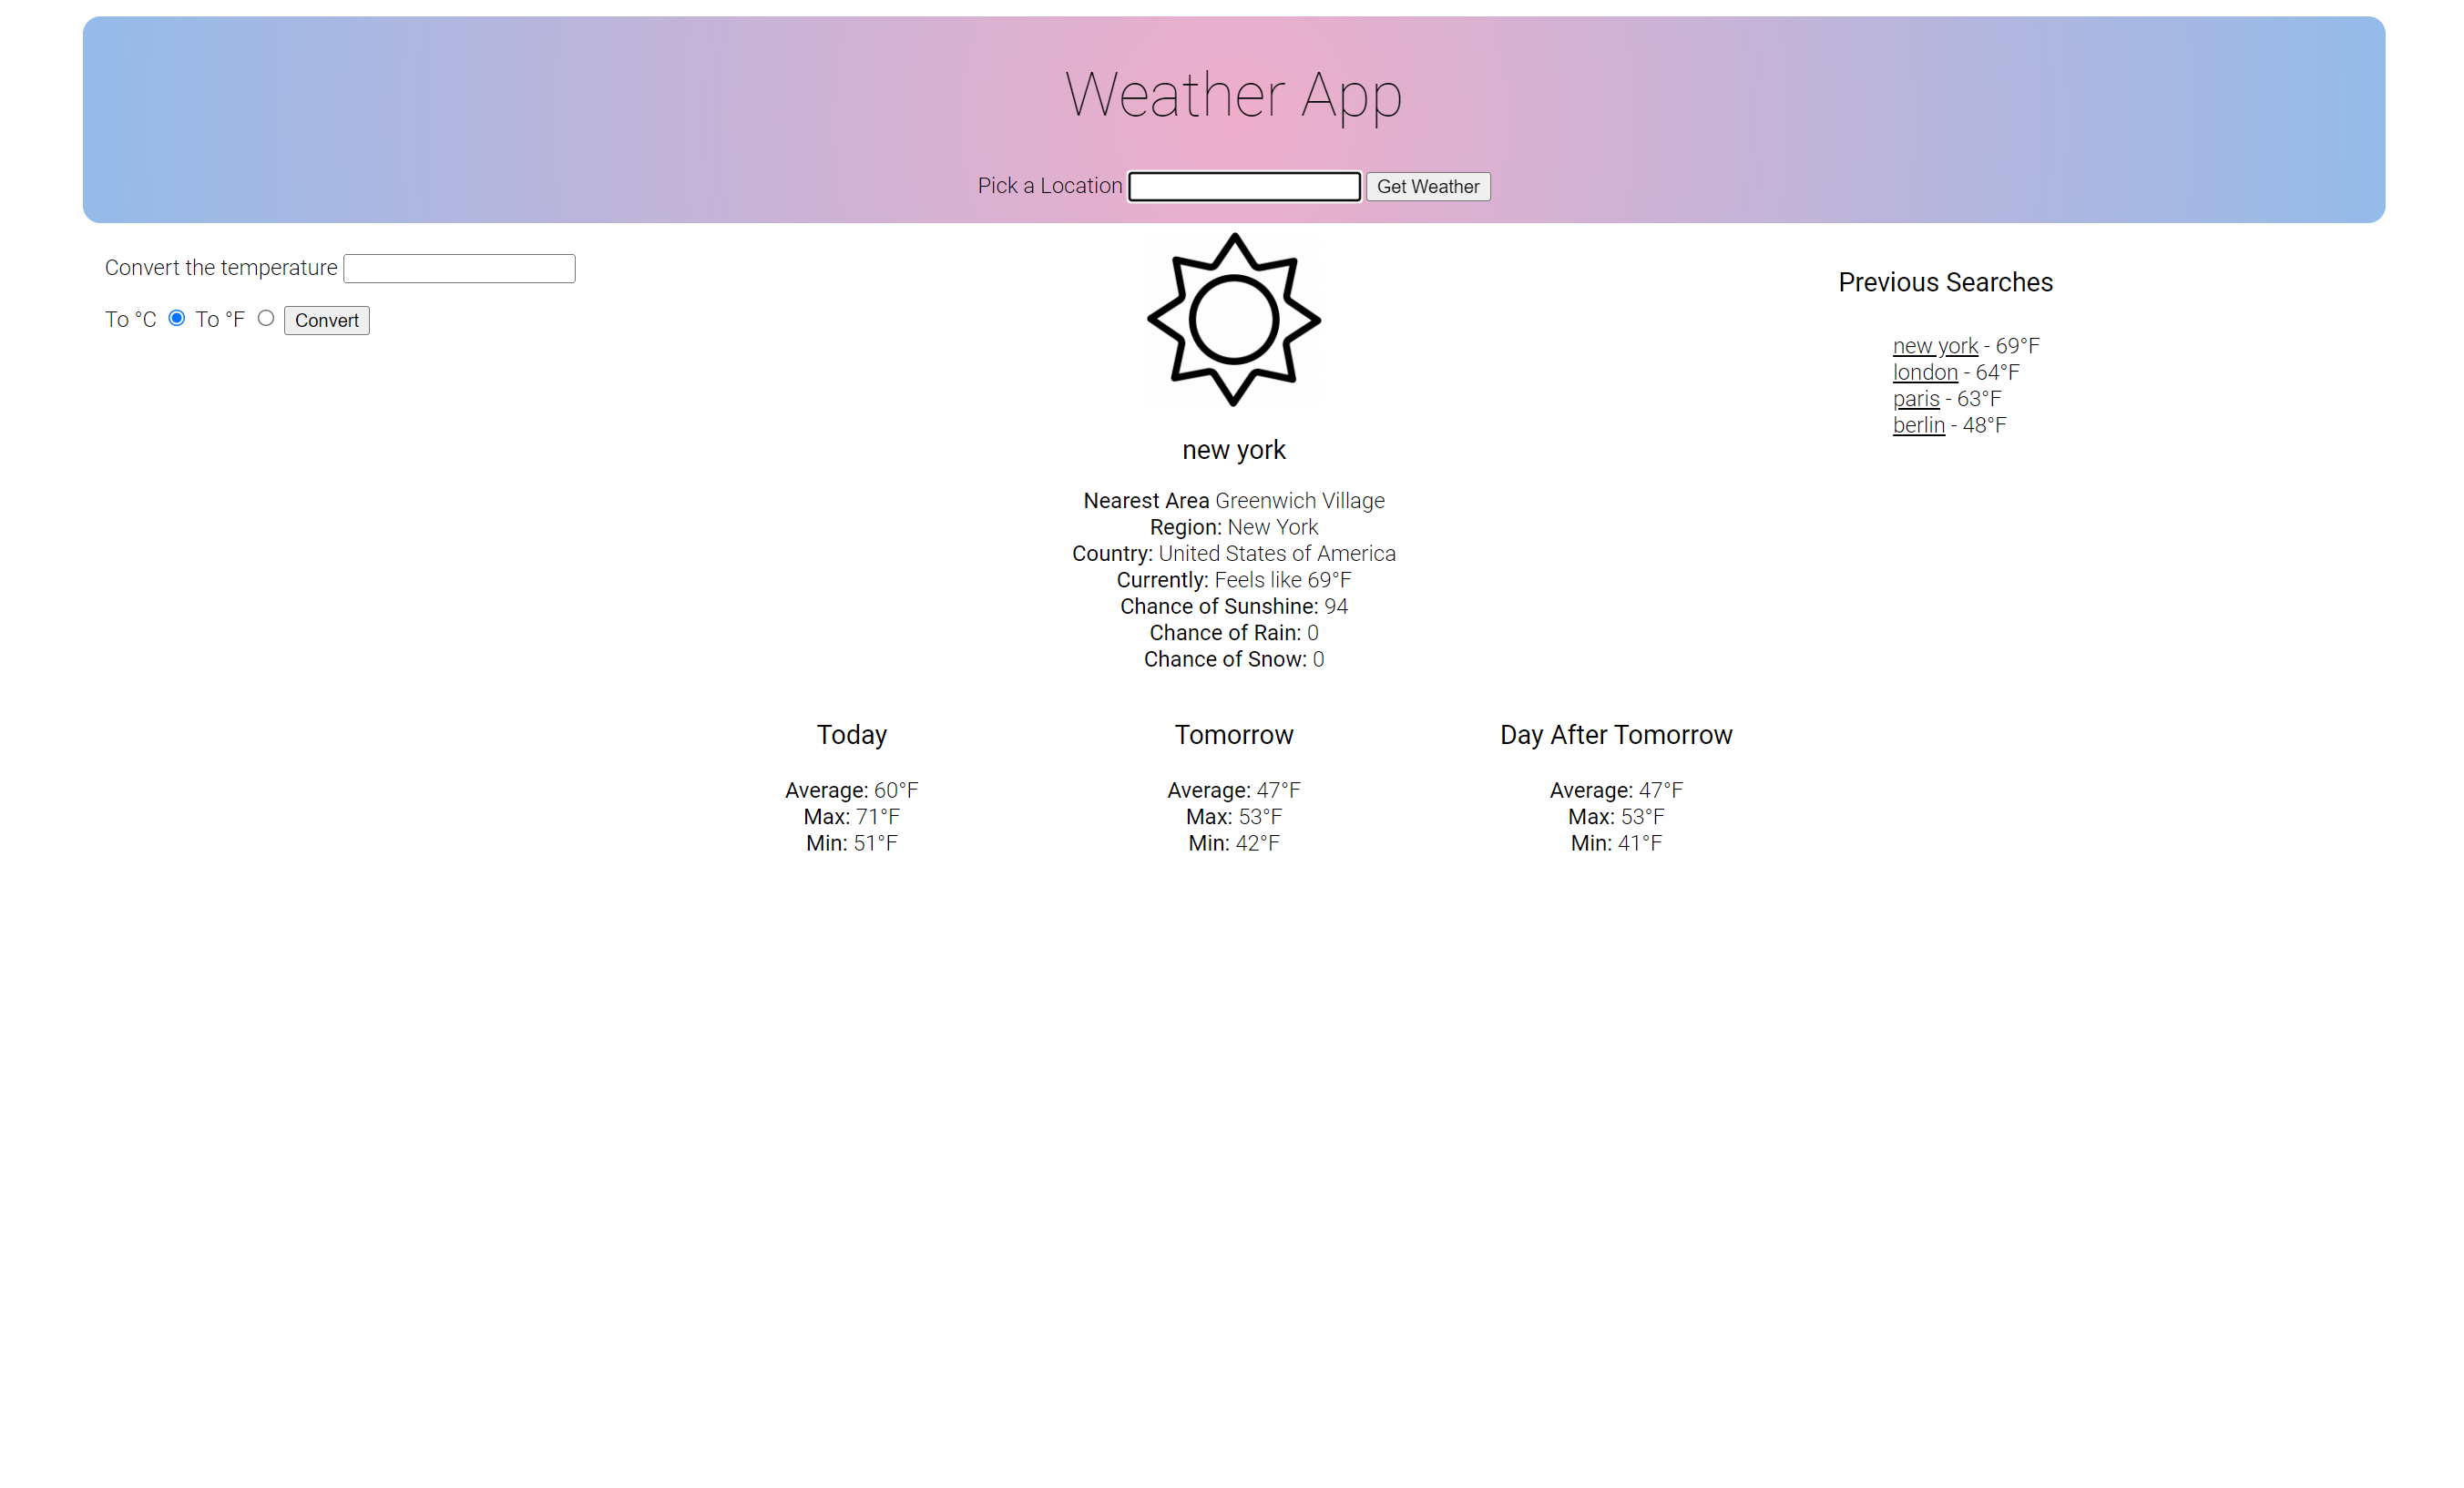 Weather App
Pick a Location Get Weather
Convert the temperature
To °C To °F Convert
new york
Nearest Area Greenwich Village
Region: New York
Country: United States of America
Currently: Feels like 69°F
Chance of Sunshine: 94
Chance of Rain: 0
Chance of Snow: 0
Today
Average: 60°F
Max: 71°F
Min: 51°F
Tomorrow
Average: 47°F
Max: 53°F
Min: 42°F
Day After Tomorrow
Average: 47°F
Max: 53°F
Min: 41°F
Previous Searches
new york - 69°F
london - 64°F
paris - 63°F
berlin - 48°F